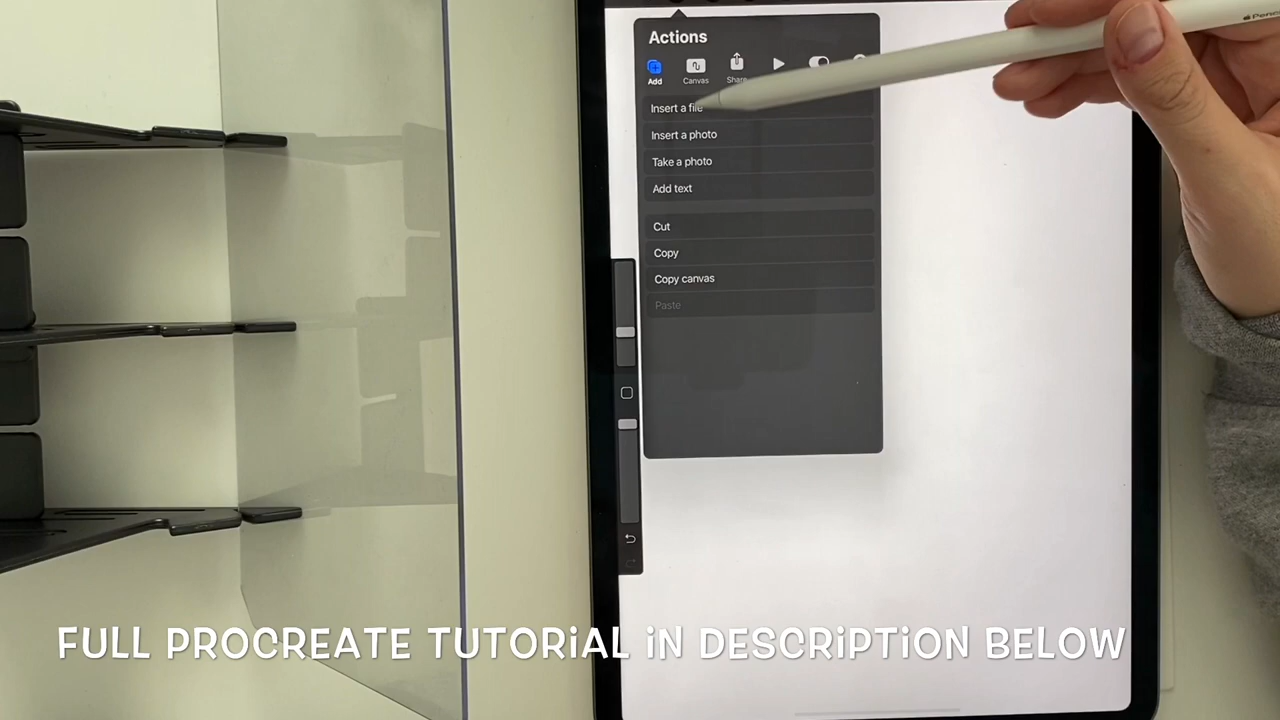 Actions
Add
Canvas
Share
Insert a file
Insert a photo
Take a photo
Add text
Cut
Copy
Copy canvas
Paste
FULL PROCREATE TUTORIAL IN DESCRIPTION BELOW